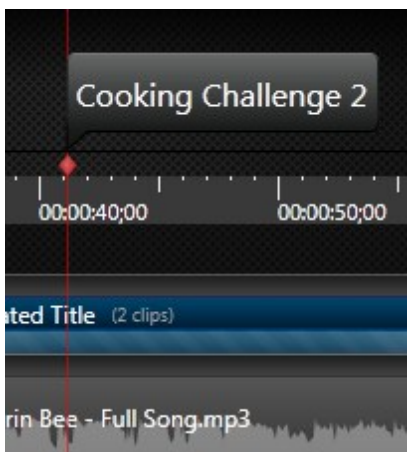 Cooking Challenge 2
00:00:40;00 00:00:50;00
ated Title (2 clips)
rin Bee - Full Song.mp3